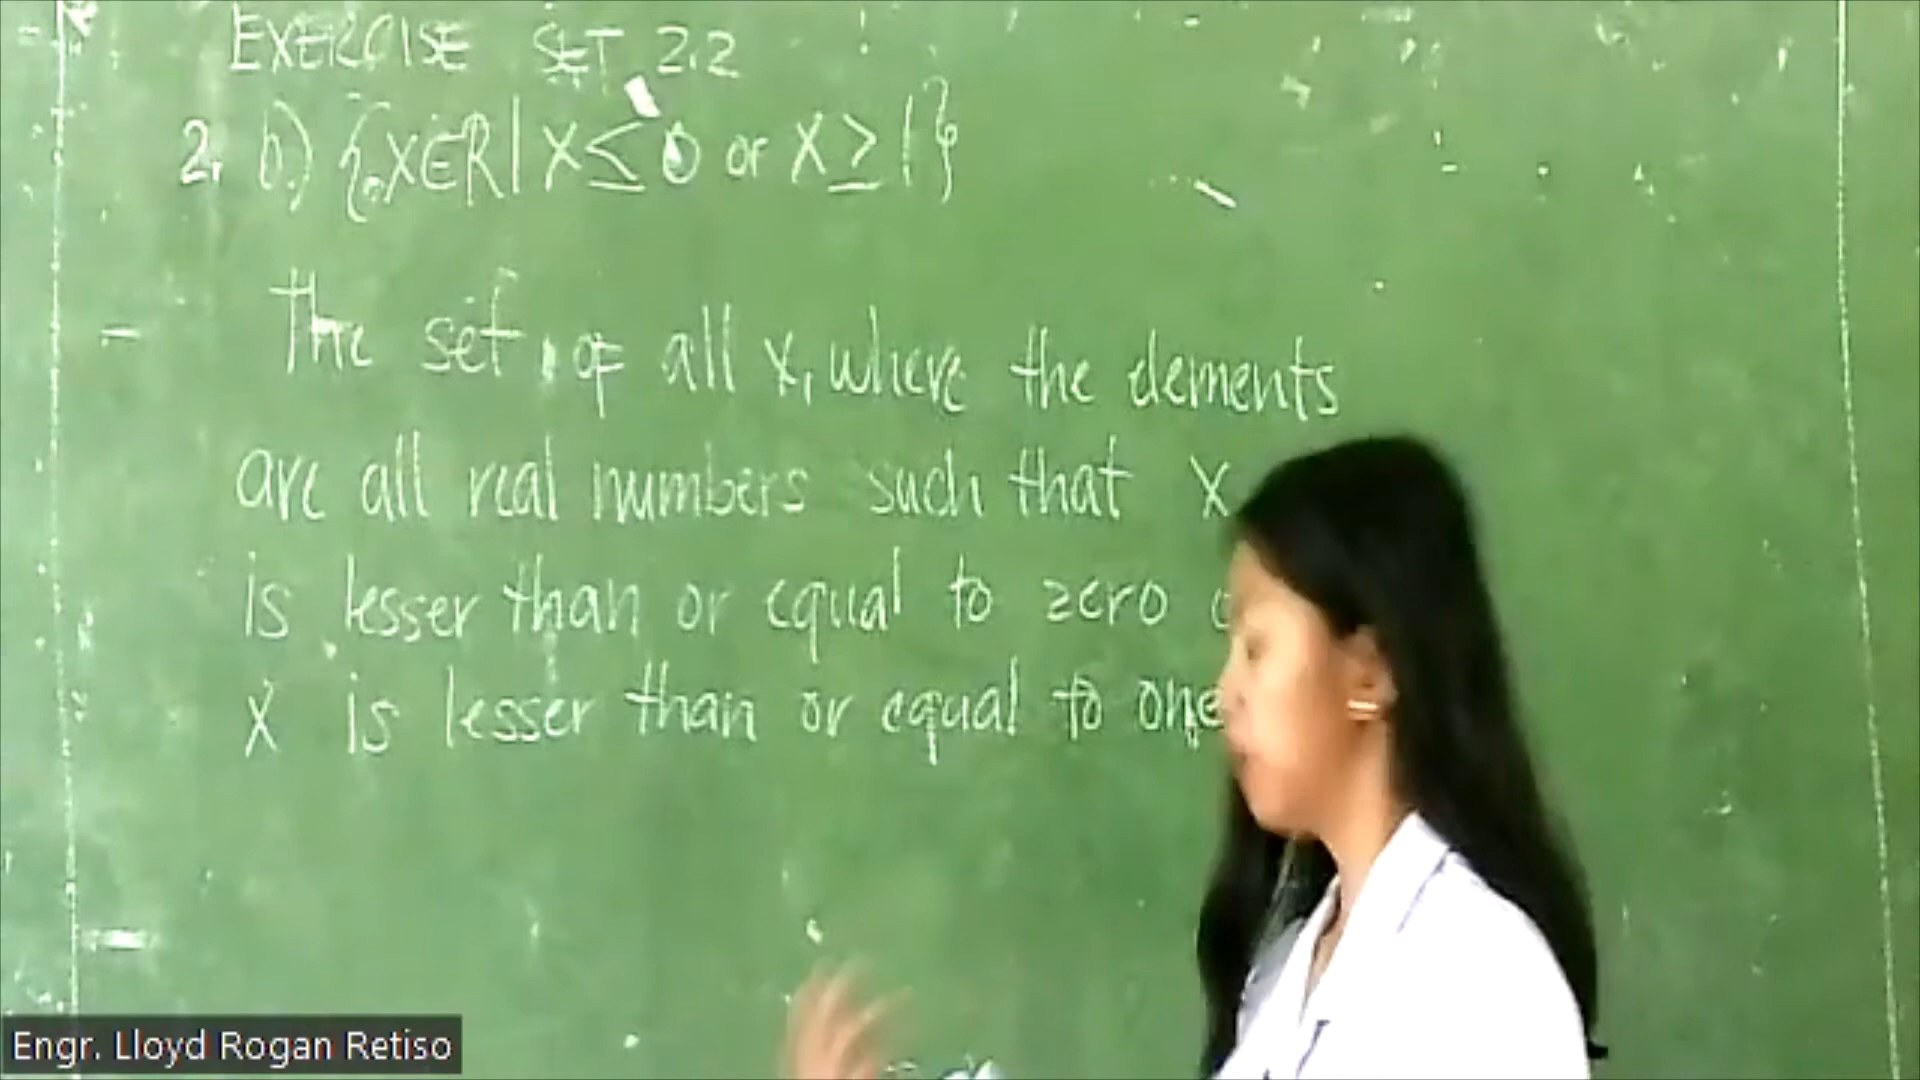 EXERCISE SET 2.2
2. b.) {x∈R | x ≤ 0 or x ≥ 1}
The set of all x, where the elements
are all real numbers such that x
is lesser than or equal to zero
x is lesser than or equal to one
Engr. Lloyd Rogan Retiso